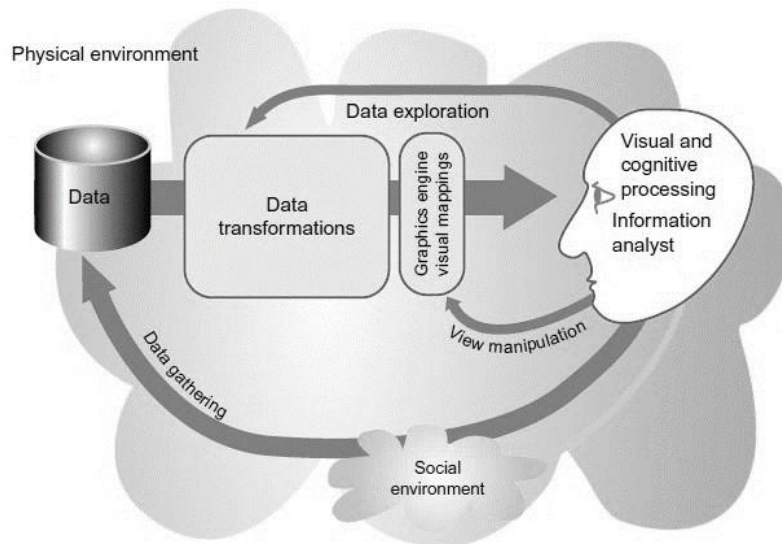 Physical environment
Data exploration
Data
Data
transformations
Graphics engine
visual mappings
Visual and
cognitive
processing
Information
analyst
View manipulation
Data gathering
Social
environment